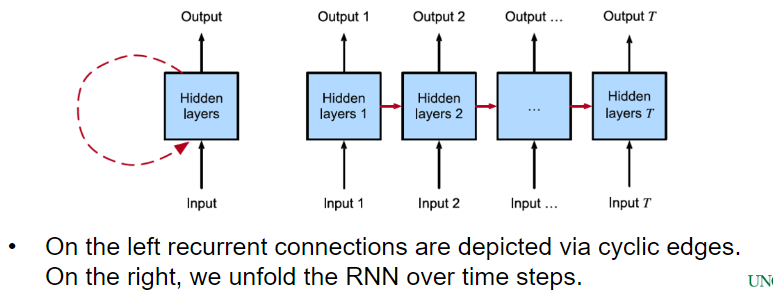 Output Output 1 Output 2 Output ... Output T
Hidden layers Hidden layers 1 Hidden layers 2 ... Hidden layers T
Input Input 1 Input 2 Input ... Input T
• On the left recurrent connections are depicted via cyclic edges.
On the right, we unfold the RNN over time steps.